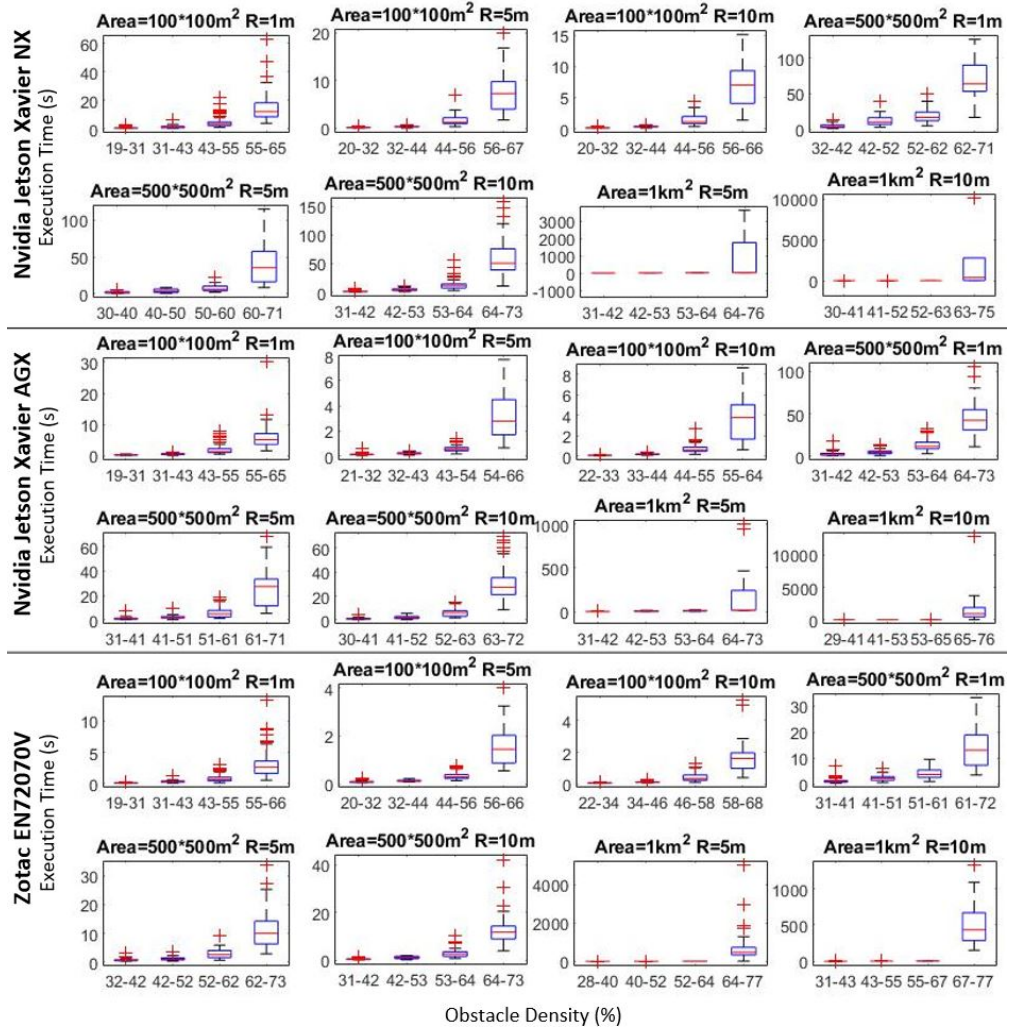 Nvidia Jetson Xavier NX
Execution Time (s)
Area=100*100m² R=1m
60
40
20
0
19-31 31-43 43-55 55-65
Area=100*100m² R=5m
20
10
0
20-32 32-44 44-56 56-67
Area=100*100m² R=10m
15
10
5
0
20-32 32-44 44-56 56-66
Area=500*500m² R=1m
100
50
0
32-42 42-52 52-62 62-71
Area=500*500m² R=5m
100
50
0
30-40 40-50 50-60 60-71
Area=500*500m² R=10m
150
100
50
0
31-42 42-53 53-64 64-73
Area=1km² R=5m
3000
2000
1000
0
-1000
31-42 42-53 53-64 64-76
Area=1km² R=10m
10000
5000
0
30-41 41-52 52-63 63-75
Nvidia Jetson Xavier AGX
Execution Time (s)
Area=100*100m² R=1m
30
20
10
0
19-31 31-43 43-55 55-65
Area=100*100m² R=5m
8
6
4
2
0
21-32 32-43 43-54 54-66
Area=100*100m² R=10m
8
6
4
2
0
22-33 33-44 44-55 55-64
Area=500*500m² R=1m
100
50
0
31-42 42-53 53-64 64-73
Area=500*500m² R=5m
60
40
20
0
31-41 41-51 51-61 61-71
Area=500*500m² R=10m
60
40
20
0
30-41 41-52 52-63 63-72
Area=1km² R=5m
1000
500
0
31-42 42-53 53-64 64-73
Area=1km² R=10m
10000
5000
0
29-41 41-53 53-65 65-76
Zotac EN72070V
Execution Time (s)
Area=100*100m² R=1m
10
5
0
19-31 31-43 43-55 55-66
Area=100*100m² R=5m
4
2
0
20-32 32-44 44-56 56-66
Area=100*100m² R=10m
4
2
0
22-34 34-46 46-58 58-68
Area=500*500m² R=1m
30
20
10
0
31-41 41-51 51-61 61-72
Area=500*500m² R=5m
30
20
10
0
32-42 42-52 52-62 62-73
Area=500*500m² R=10m
40
20
0
31-42 42-53 53-64 64-73
Area=1km² R=5m
4000
2000
0
28-40 40-52 52-64 64-77
Area=1km² R=10m
1000
500
0
31-43 43-55 55-67 67-77
Obstacle Density (%)